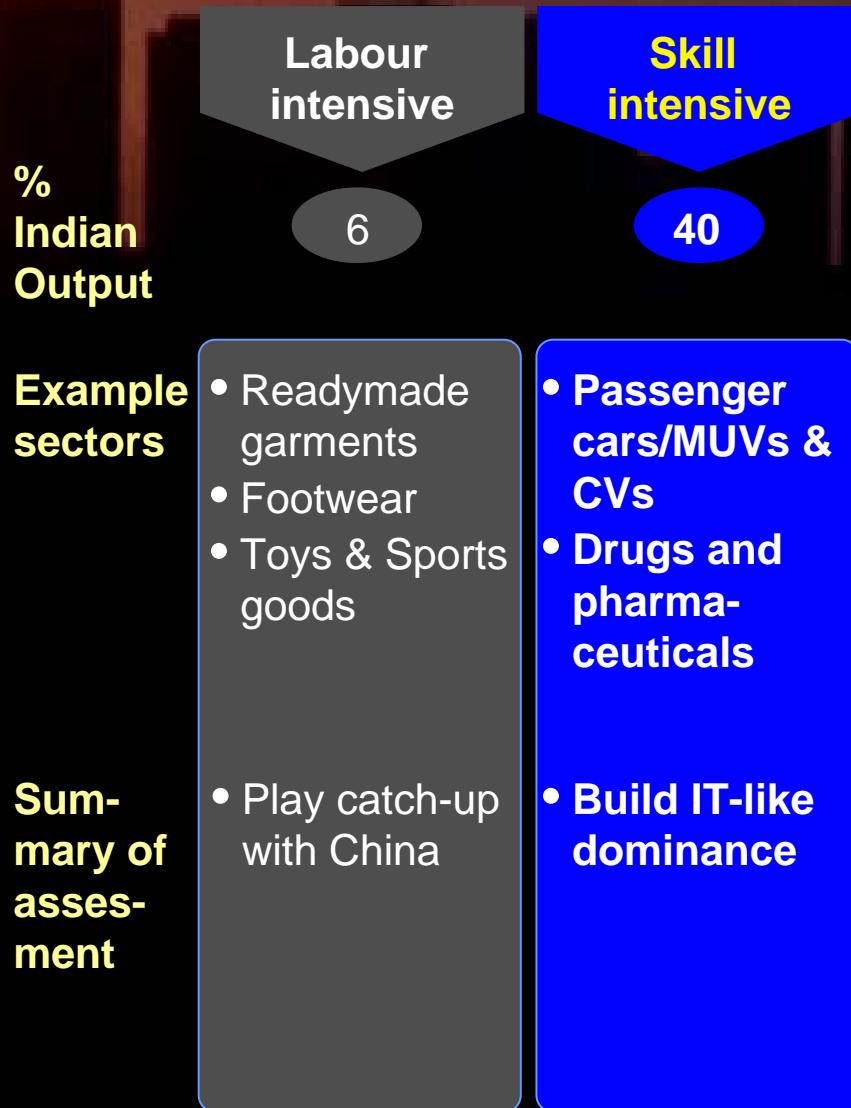 Labour
intensive
Skill
intensive
%
Indian
Output
6
40
Example
sectors
• Readymade
garments
• Footwear
• Toys & Sports
goods
• Passenger
cars/MUVs &
CVs
• Drugs and
pharma-
ceuticals
Sum-
mary of
asses-
ment
• Play catch-up
with China
• Build IT-like
dominance